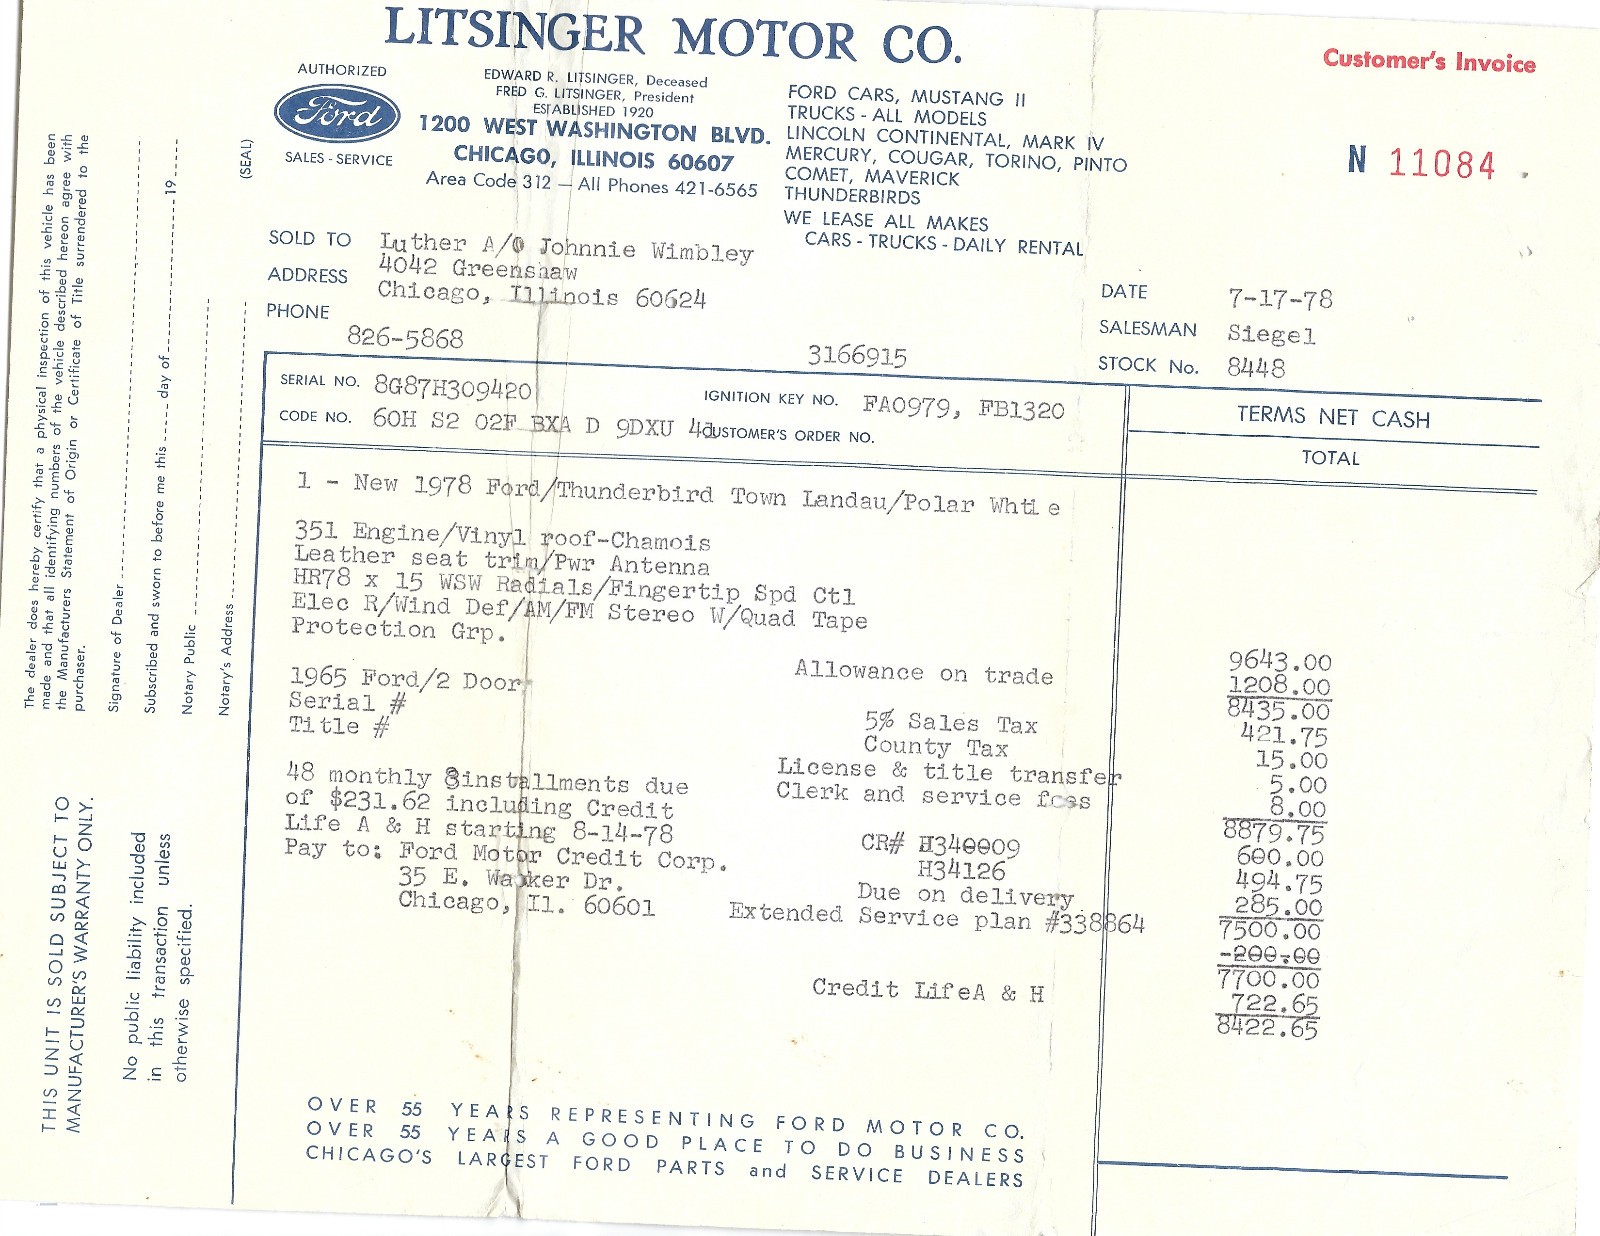 LITSINGER MOTOR CO.
Customer's Invoice
AUTHORIZED
Ford
SALES - SERVICE
EDWARD R. LITSINGER, Deceased
FRED G. LITSINGER, President
ESTABLISHED 1920
1200 WEST WASHINGTON BLVD.
CHICAGO, ILLINOIS 60607
Area Code 312 — All Phones 421-6565
FORD CARS, MUSTANG II
TRUCKS - ALL MODELS
LINCOLN CONTINENTAL, MARK IV
MERCURY, COUGAR, TORINO, PINTO
COMET, MAVERICK
THUNDERBIRDS
WE LEASE ALL MAKES
CARS - TRUCKS - DAILY RENTAL
N 11084
SOLD TO Luther A/O Johnnie Wimbley
ADDRESS 4042 Greenshaw
Chicago, Illinois 60624
PHONE 826-5868
3166915
DATE 7-17-78
SALESMAN Siegel
STOCK No. 8448
SERIAL NO. 8G87H309420 IGNITION KEY NO. FA0979, FB1320
CODE NO. 60H S2 02F BXA D 9DXU 4d CUSTOMER'S ORDER NO.
TERMS NET CASH
TOTAL
1 - New 1978 Ford/Thunderbird Town Landau/Polar Whtie
351 Engine/Vinyl roof-Chamois
Leather seat trim/Pwr Antenna
HR78 x 15 WSW Radials/Fingertip Spd Ctl
Elec R/Wind Def/AM/FM Stereo W/Quad Tape
Protection Grp.
9643.00
1965 Ford/2 Door Allowance on trade 1208.00
Serial # 8435.00
Title # 5% Sales Tax 421.75
County Tax 15.00
License & title transfer 5.00
Clerk and service fees 8.00
8879.75
48 monthly 8installments due
of $231.62 including Credit
Life A & H starting 8-14-78
Pay to: Ford Motor Credit Corp.
35 E. Wacker Dr.
Chicago, Il. 60601
CR# H340009 600.00
H34126 494.75
Due on delivery 285.00
Extended Service plan #338864 7500.00
-200.00
7700.00
Credit LifeA & H 722.65
8422.65
OVER 55 YEARS REPRESENTING FORD MOTOR CO.
OVER 55 YEARS A GOOD PLACE TO DO BUSINESS
CHICAGO'S LARGEST FORD PARTS and SERVICE DEALERS
The dealer does hereby certify that a physical inspection of this vehicle has been
made and that all identifying numbers of the vehicle described hereon agree with
the Manufacturers Statement of Origin or Certificate of Title surrendered to the
purchaser.
Signature of Dealer
Subscribed and sworn to before me this day of 19
Notary Public
Notary's Address
(SEAL)
THIS UNIT IS SOLD SUBJECT TO
MANUFACTURER'S WARRANTY ONLY.
No public liability included
in this transaction unless
otherwise specified.